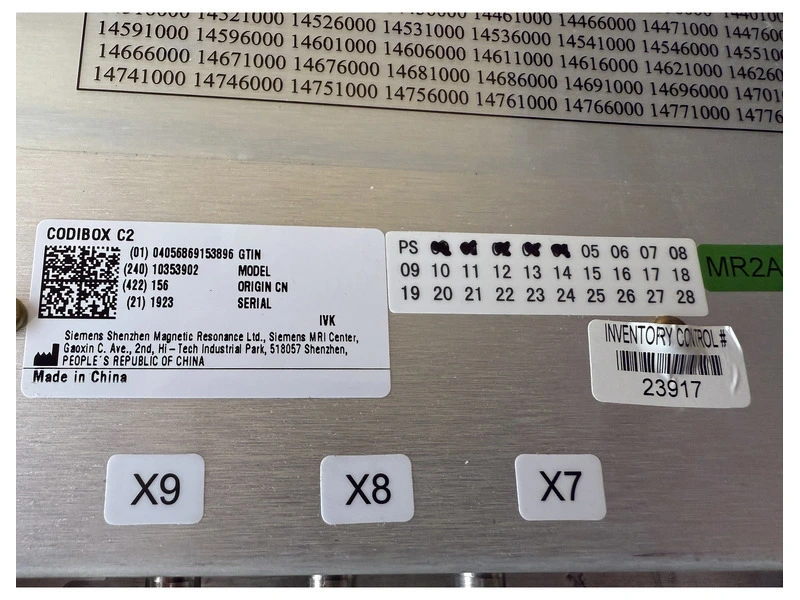 14591000 14596000 14601000 14606000 14531000 14536000 14541000 14546000
14666000 14671000 14676000 14681000 14611000 14616000 14621000
14741000 14746000 14751000 14756000 14686000 14691000 14696000
14761000 14766000 14771000
CODIBOX C2
(01) 04056869153896 GTIN
(240) 10353902 MODEL
(422) 156 ORIGIN CN
(21) 1923 SERIAL
IVK
Siemens Shenzhen Magnetic Resonance Ltd., Siemens MRI Center,
Gaoxin C. Ave., 2nd, Hi-Tech Industrial Park, 518057 Shenzhen,
PEOPLE'S REPUBLIC OF CHINA
Made in China
PS 05 06 07 08
09 10 11 12 13 14 15 16 17 18
19 20 21 22 23 24 25 26 27 28
MR2A
INVENTORY CONTROL #
23917
X9
X8
X7